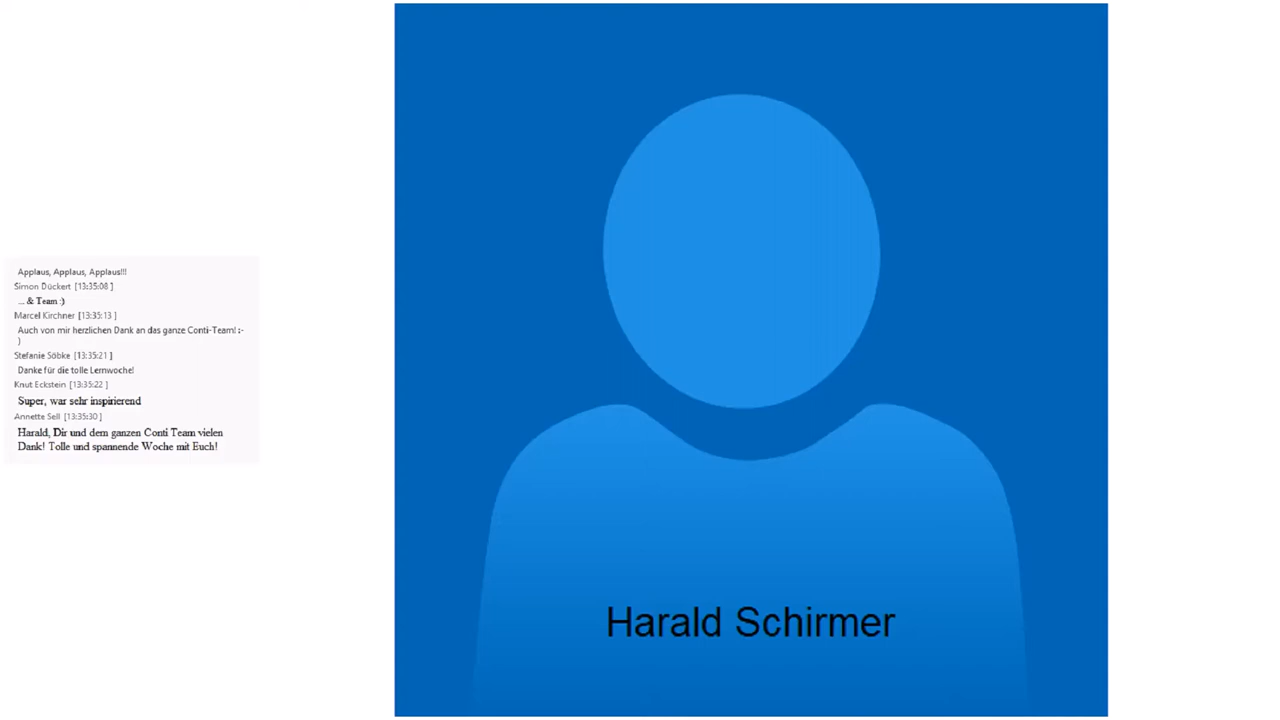 Applaus, Applaus, Applaus!!!
Simon Dückert [13:35:08 ]
... & Team :)
Marcel Kirchner [13:35:13 ]
Auch von mir herzlichen Dank an das ganze Conti-Team! :-
)
Stefanie Söbke [13:35:21 ]
Danke für die tolle Lernwoche!
Knut Eckstein [13:35:22 ]
Super, war sehr inspirierend
Annette Sell [13:35:30 ]
Harald, Dir und dem ganzen Conti Team vielen
Dank! Tolle und spannende Woche mit Euch!
Harald Schirmer